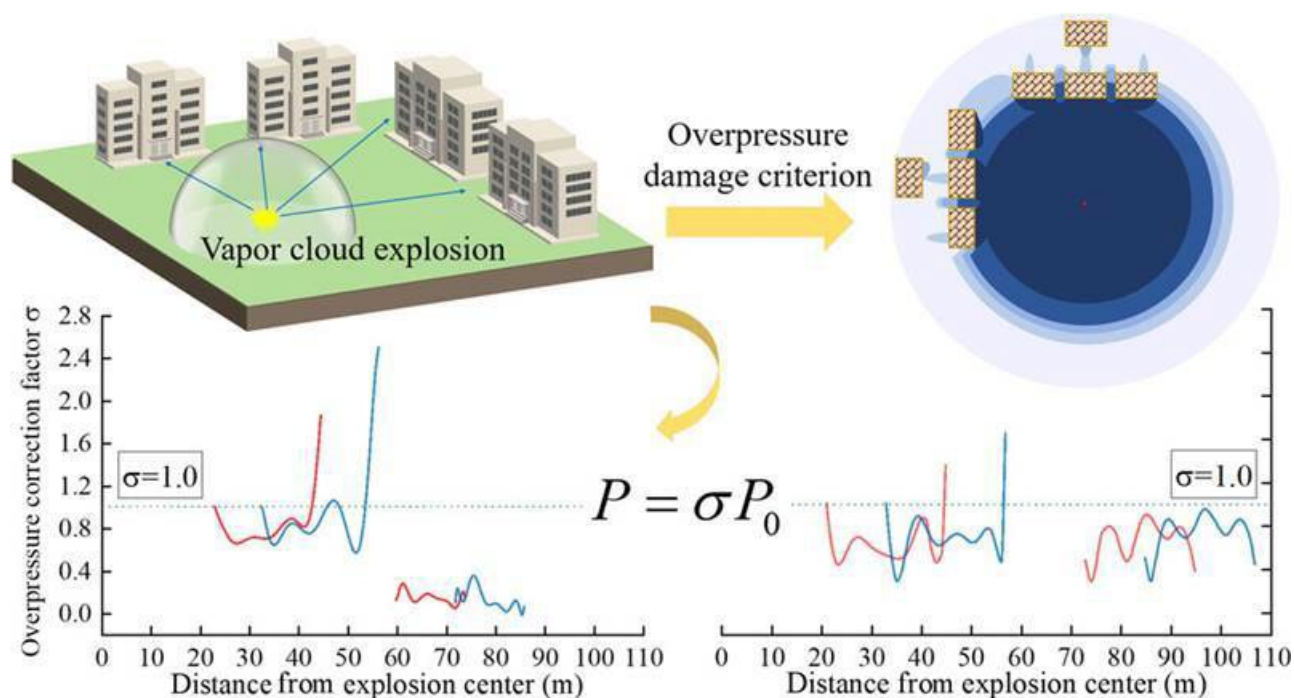 Vapor cloud explosion
Overpressure
damage criterion
Overpressure correction factor σ
2.8
2.4
2.0
1.6
1.2
0.8
0.4
0.0
σ=1.0
0 10 20 30 40 50 60 70 80 90 100 110
Distance from explosion center (m)
P = σP₀
σ=1.0
0 10 20 30 40 50 60 70 80 90 100 110
Distance from explosion center (m)